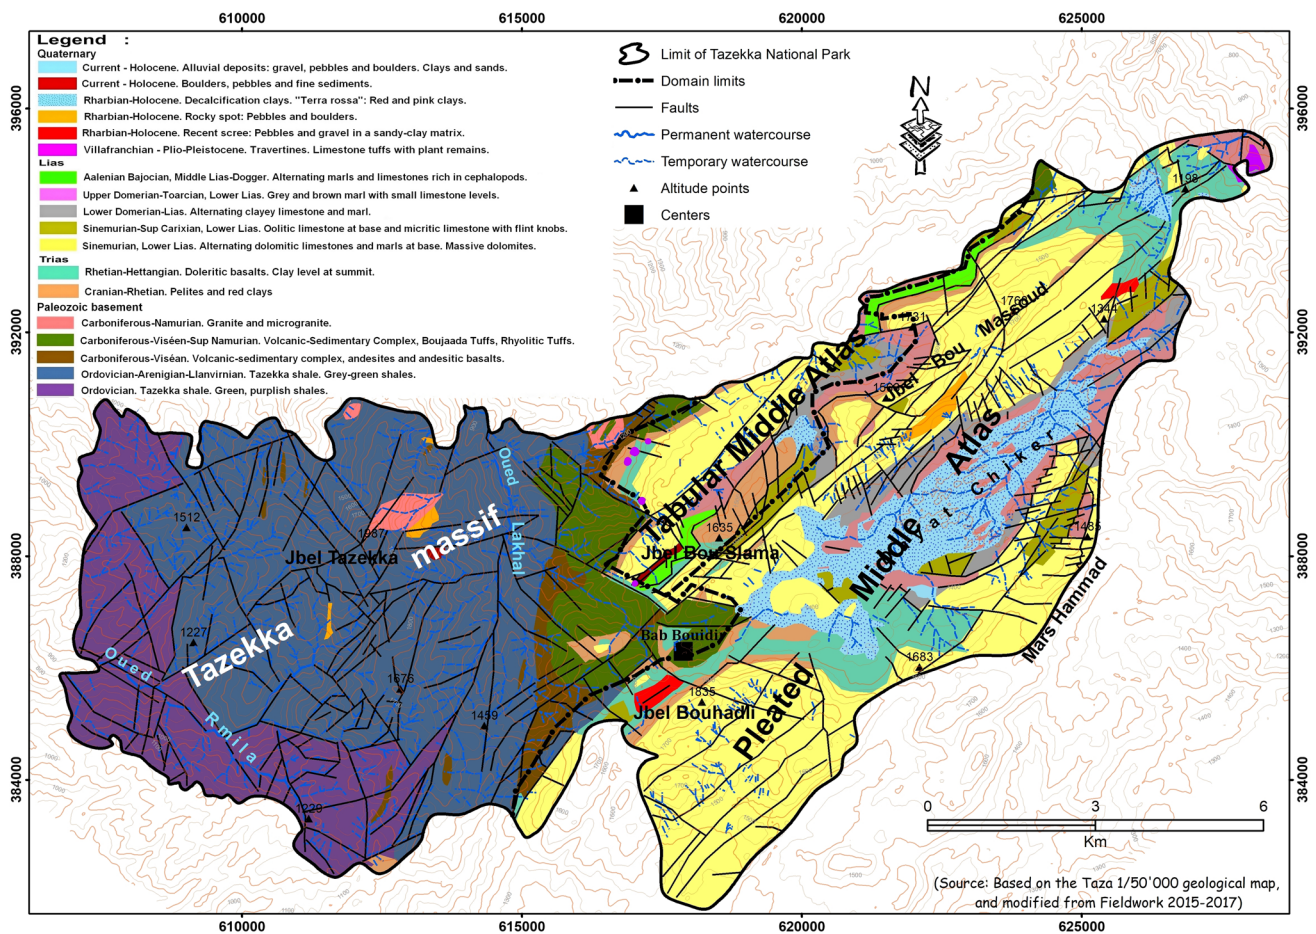 610000
615000
620000
625000
Legend :
Quaternary
Current - Holocene. Alluvial deposits: gravel, pebbles and boulders. Clays and sands.
Current - Holocene. Boulders, pebbles and fine sediments.
Rharbian-Holocene. Decalcification clays. "Terra rossa": Red and pink clays.
Rharbian-Holocene. Rocky spot: Pebbles and boulders.
Rharbian-Holocene. Recent scree: Pebbles and gravel in a sandy-clay matrix.
Villafranchian - Plio-Pleistocene. Travertines. Limestone tuffs with plant remains.
Lias
Aalenian Bajocian, Middle Lias-Dogger. Alternating marls and limestones rich in cephalopods.
Upper Domerian-Toarcian, Lower Lias. Grey and brown marl with small limestone levels.
Lower Domerian-Lias. Alternating clayey limestone and marl.
Sinemurian-Sup Carixian, Lower Lias. Oolitic limestone at base and micritic limestone with flint knobs.
Sinemurian, Lower Lias. Alternating dolomitic limestones and marls at base. Massive dolomites.
Trias
Rhetian-Hettangian. Doleritic basalts. Clay level at summit.
Cranian-Rhetian. Pelites and red clays
Paleozoic basement
Carboniferous-Namurian. Granite and microgranite.
Carboniferous-Viséen-Sup Namurian. Volcanic-Sedimentary Complex, Boujaada Tuffs, Rhyolitic Tuffs.
Carboniferous-Viséan. Volcanic-sedimentary complex, andesites and andesitic basalts.
Ordovician-Arenigian-Llanvirnian. Tazekka shale. Grey-green shales.
Ordovician. Tazekka shale. Green, purplish shales.
Limit of Tazekka National Park
Domain limits
Faults
Permanent watercourse
Temporary watercourse
Altitude points
Centers
N
396000
392000
388000
384000
396000
392000
388000
384000
1198
1344
1731
Jbel Bou Massoud
Tabular Middle Atlas
Pleated Middle Atlas
Chiker
Oued Lakhal
1512
1987
Jbel Tazekka
Tazekka massif
1635
Jbel Bou Slama
1485
Mars Hammad
1227
Bab Bouidir
1683
Oued Rmila
1676
1459
1835
Jbel Bouhadli
1229
0
3
6
Km
(Source: Based on the Taza 1/50'000 geological map,
and modified from Fieldwork 2015-2017)
610000
615000
620000
625000